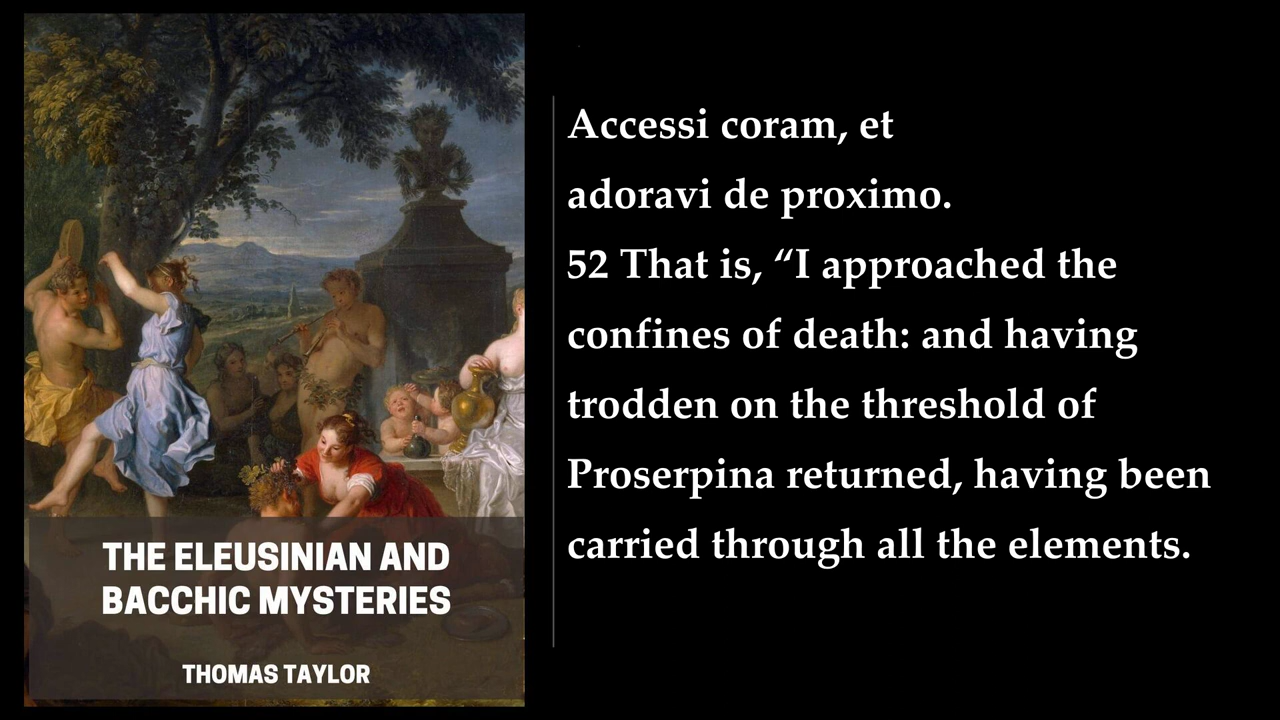 Accessi coram, et
adoravi de proximo.
52 That is, “I approached the
confines of death: and having
trodden on the threshold of
Proserpina returned, having been
carried through all the elements.
THE ELEUSINIAN AND
BACCHIC MYSTERIES
THOMAS TAYLOR